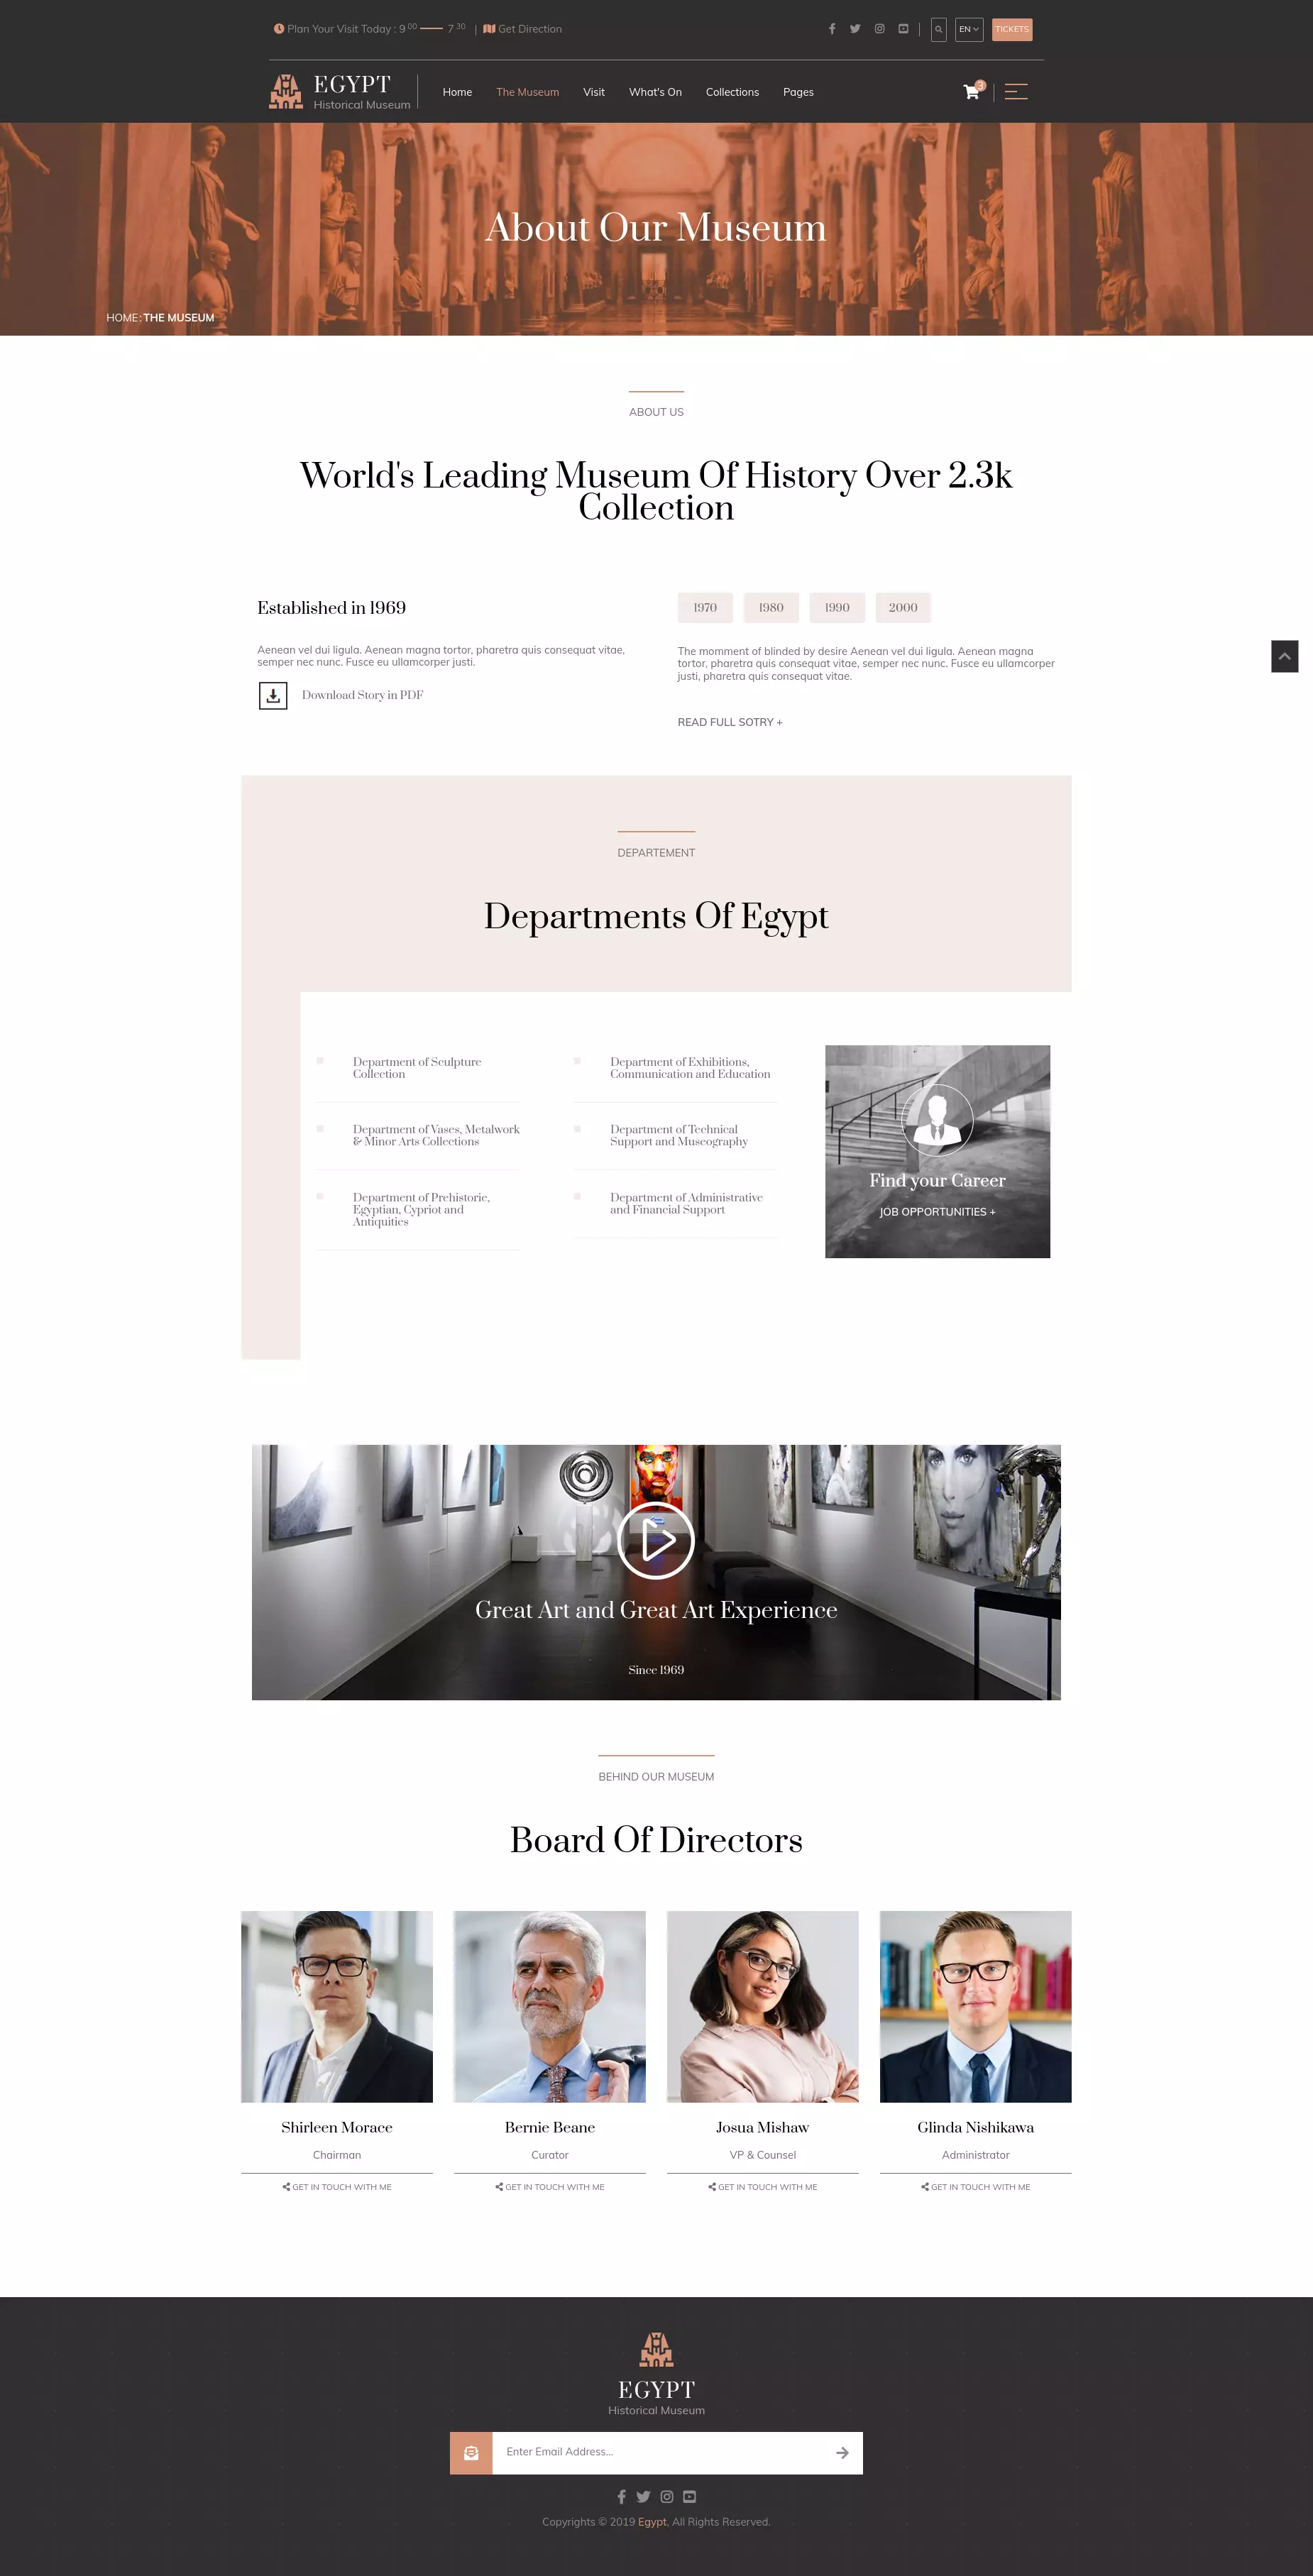 Plan Your Visit Today : 9 00 7 30 | Get Direction
EN
TICKETS
EGYPT
Historical Museum
Home The Museum Visit What's On Collections Pages
3
About Our Museum
HOME: THE MUSEUM
ABOUT US
World's Leading Museum Of History Over 2.3k
Collection
Established in 1969
Aenean vel dui ligula. Aenean magna tortor, pharetra quis consequat vitae,
semper nec nunc. Fusce eu ullamcorper justi.
Download Story in PDF
1970 1980 1990 2000
The momment of blinded by desire Aenean vel dui ligula. Aenean magna
tortor, pharetra quis consequat vitae, semper nec nunc. Fusce eu ullamcorper
justi, pharetra quis consequat vitae.
READ FULL SOTRY +
DEPARTEMENT
Departments Of Egypt
Department of Sculpture
Collection
Department of Vases, Metalwork
& Minor Arts Collections
Department of Prehistoric,
Egyptian, Cypriot and
Antiquities
Department of Exhibitions,
Communication and Education
Department of Technical
Support and Museography
Department of Administrative
and Financial Support
Find your Career
JOB OPPORTUNITIES +
Great Art and Great Art Experience
Since 1969
BEHIND OUR MUSEUM
Board Of Directors
Shirleen Morace
Chairman
GET IN TOUCH WITH ME
Bernie Beane
Curator
GET IN TOUCH WITH ME
Josua Mishaw
VP & Counsel
GET IN TOUCH WITH ME
Glinda Nishikawa
Administrator
GET IN TOUCH WITH ME
EGYPT
Historical Museum
Enter Email Address...
Copyrights © 2019 Egypt, All Rights Reserved.